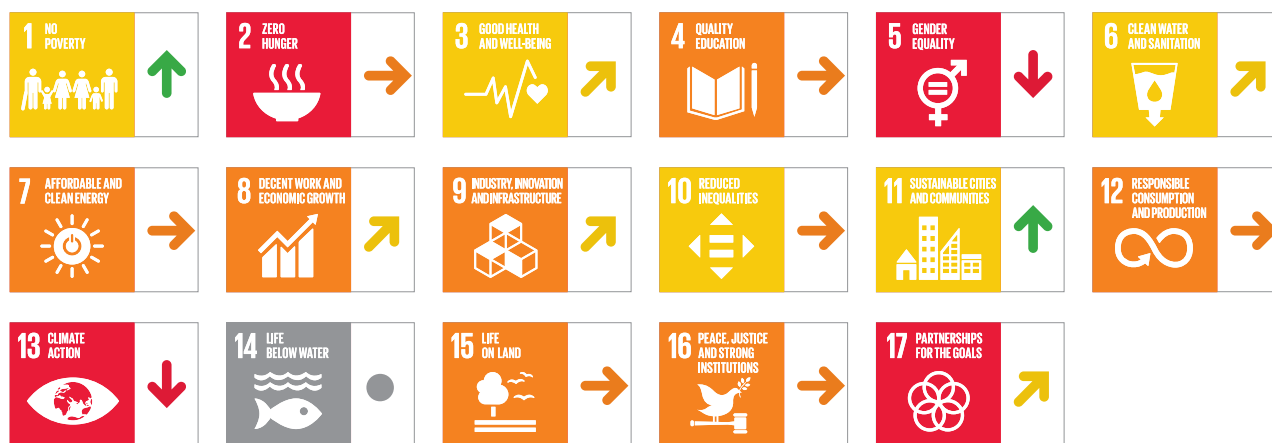 1 NO
POVERTY
2 ZERO
HUNGER
3 GOOD HEALTH
AND WELL-BEING
4 QUALITY
EDUCATION
5 GENDER
EQUALITY
6 CLEAN WATER
AND SANITATION
7 AFFORDABLE AND
CLEAN ENERGY
8 DECENT WORK AND
ECONOMIC GROWTH
9 INDUSTRY, INNOVATION
AND INFRASTRUCTURE
10 REDUCED
INEQUALITIES
11 SUSTAINABLE CITIES
AND COMMUNITIES
12 RESPONSIBLE
CONSUMPTION
AND PRODUCTION
13 CLIMATE
ACTION
14 LIFE
BELOW WATER
15 LIFE
ON LAND
16 PEACE, JUSTICE
AND STRONG
INSTITUTIONS
17 PARTNERSHIPS
FOR THE GOALS